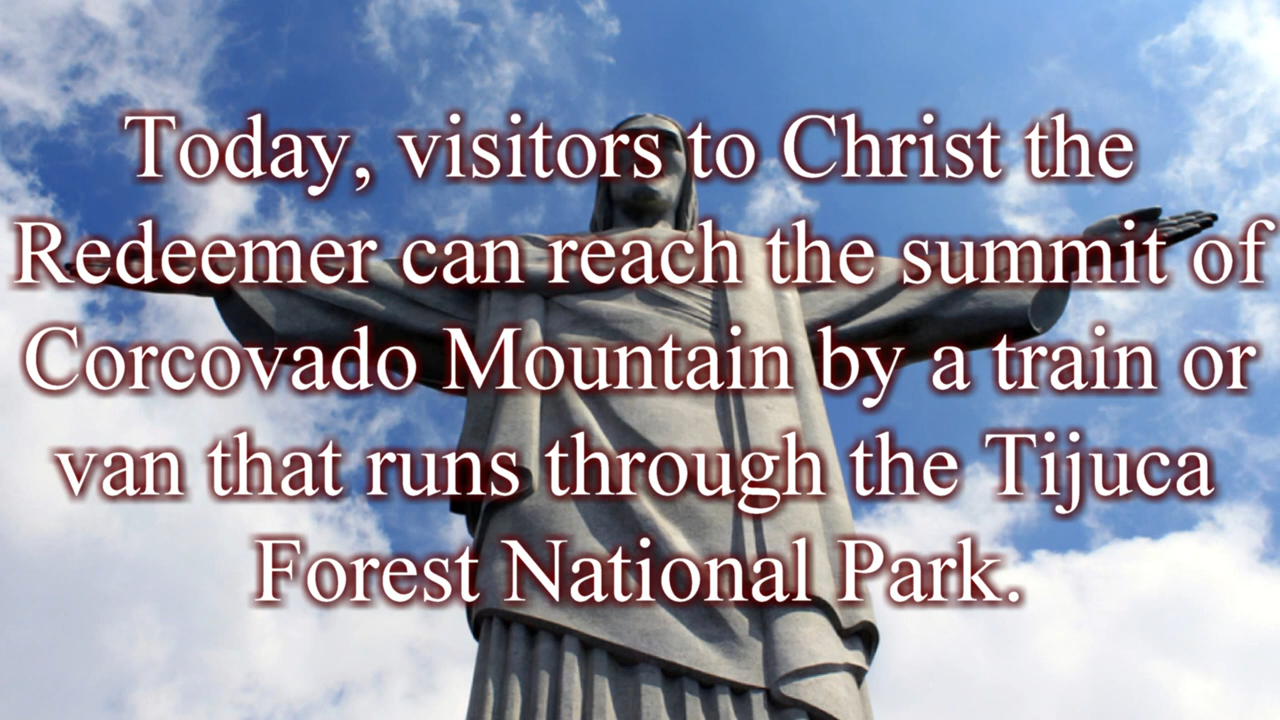 Today, visitors to Christ the
Redeemer can reach the summit of
Corcovado Mountain by a train or
van that runs through the Tijuca
Forest National Park.